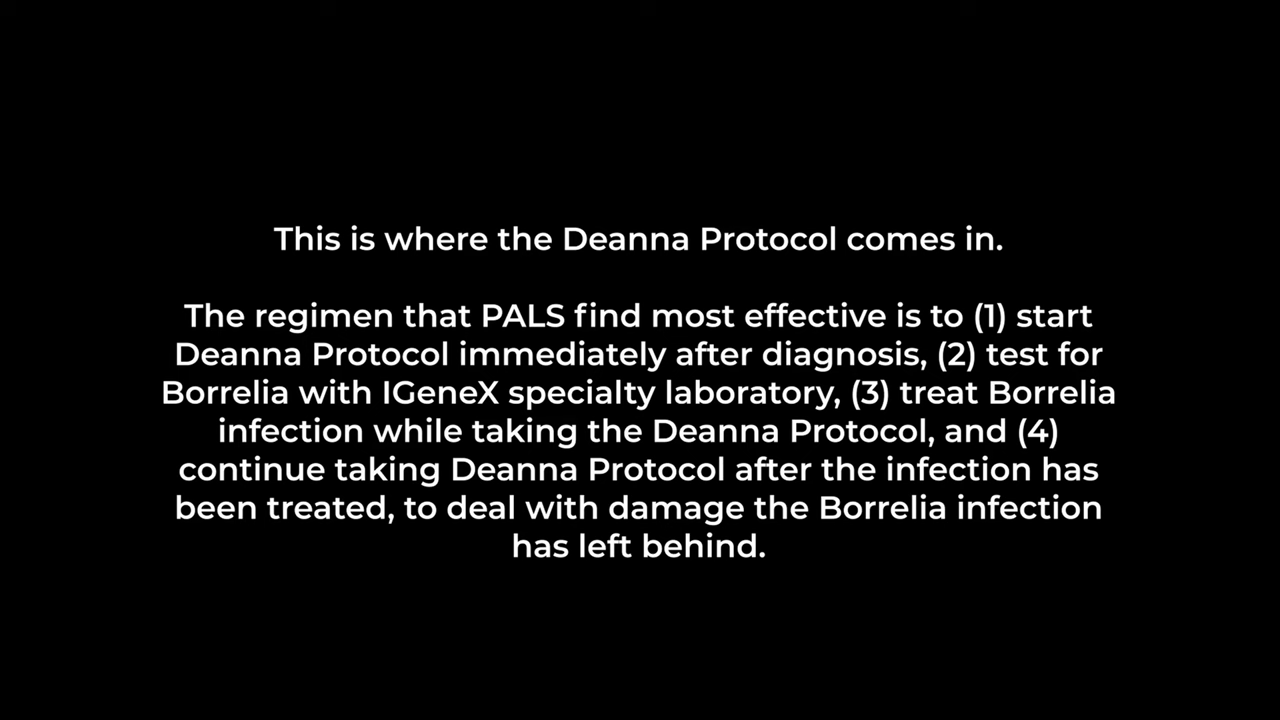 This is where the Deanna Protocol comes in.
The regimen that PALS find most effective is to (1) start
Deanna Protocol immediately after diagnosis, (2) test for
Borrelia with IGeneX specialty laboratory, (3) treat Borrelia
infection while taking the Deanna Protocol, and (4)
continue taking Deanna Protocol after the infection has
been treated, to deal with damage the Borrelia infection
has left behind.